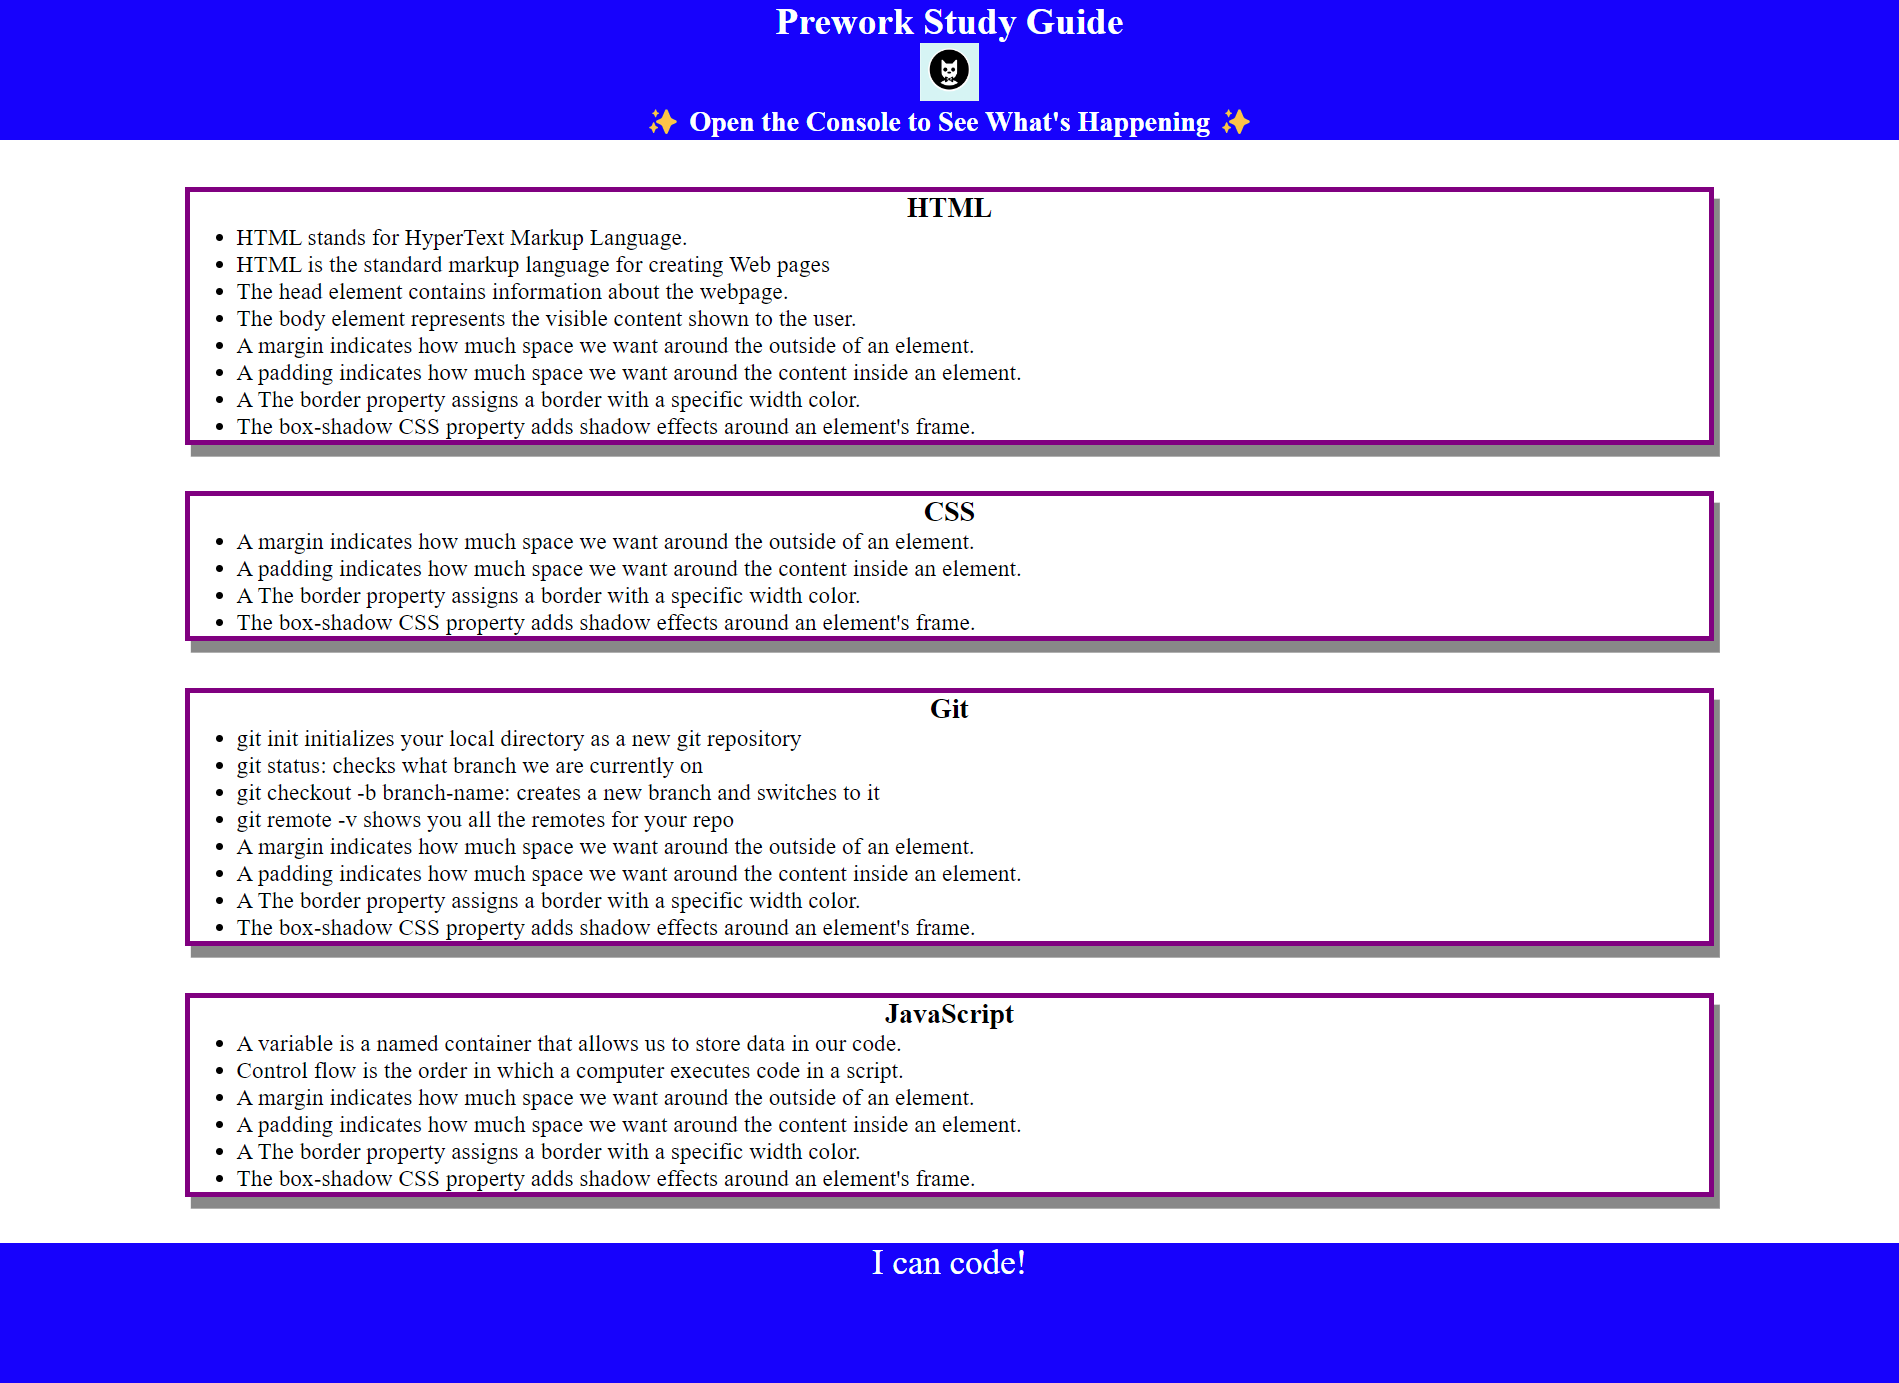 Prework Study Guide
✨ Open the Console to See What's Happening ✨
HTML
• HTML stands for HyperText Markup Language.
• HTML is the standard markup language for creating Web pages
• The head element contains information about the webpage.
• The body element represents the visible content shown to the user.
• A margin indicates how much space we want around the outside of an element.
• A padding indicates how much space we want around the content inside an element.
• A The border property assigns a border with a specific width color.
• The box-shadow CSS property adds shadow effects around an element's frame.
CSS
• A margin indicates how much space we want around the outside of an element.
• A padding indicates how much space we want around the content inside an element.
• A The border property assigns a border with a specific width color.
• The box-shadow CSS property adds shadow effects around an element's frame.
Git
• git init initializes your local directory as a new git repository
• git status: checks what branch we are currently on
• git checkout -b branch-name: creates a new branch and switches to it
• git remote -v shows you all the remotes for your repo
• A margin indicates how much space we want around the outside of an element.
• A padding indicates how much space we want around the content inside an element.
• A The border property assigns a border with a specific width color.
• The box-shadow CSS property adds shadow effects around an element's frame.
JavaScript
• A variable is a named container that allows us to store data in our code.
• Control flow is the order in which a computer executes code in a script.
• A margin indicates how much space we want around the outside of an element.
• A padding indicates how much space we want around the content inside an element.
• A The border property assigns a border with a specific width color.
• The box-shadow CSS property adds shadow effects around an element's frame.
I can code!